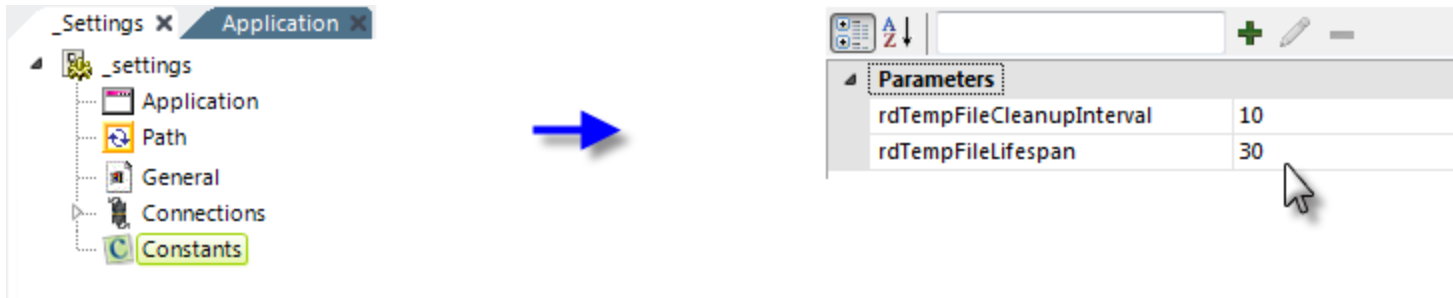 _Settings Application
_settings
Application
Path
General
Connections
Constants
Parameters
rdTempFileCleanupInterval 10
rdTempFileLifespan 30